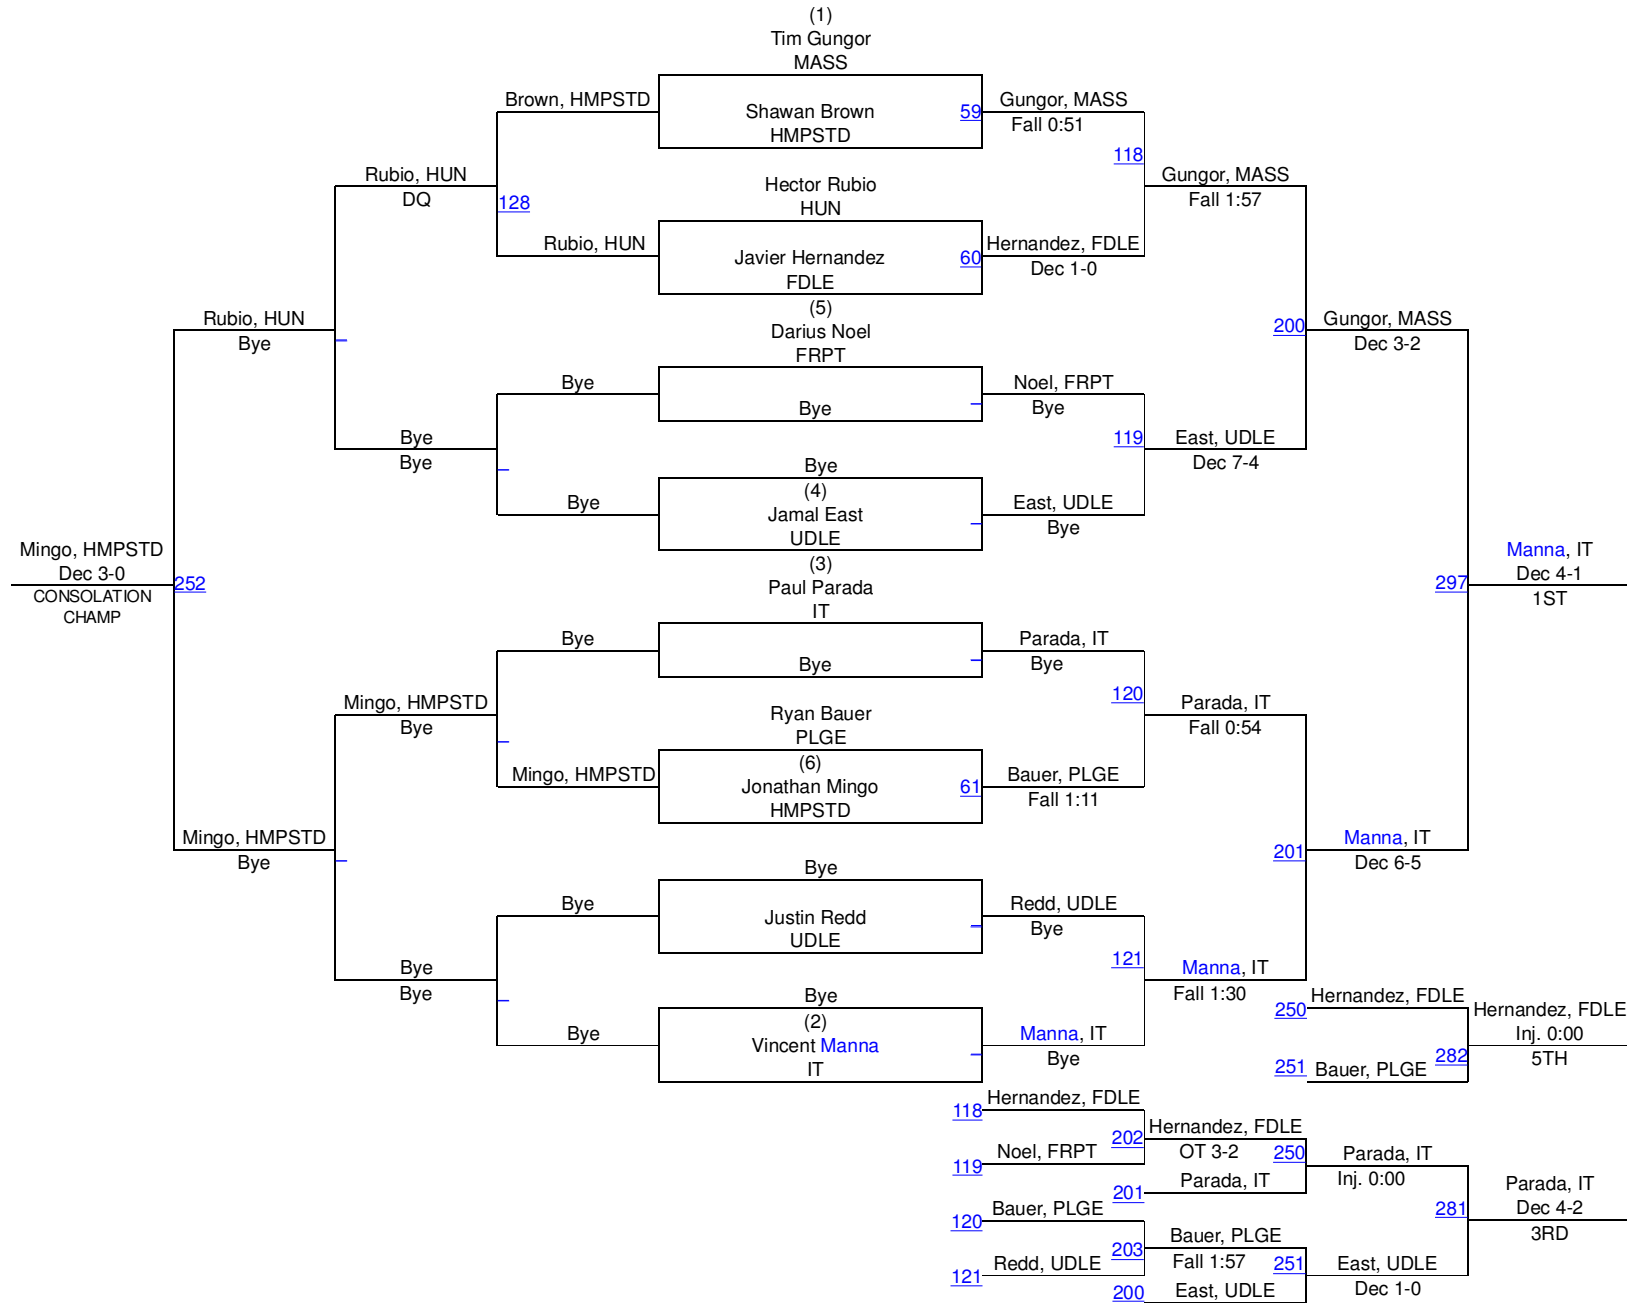 (1)
Tim Gungor
MASS
Brown, HMPSTD
Shawan Brown
HMPSTD
59
Gungor, MASS
Fall 0:51
118
Rubio, HUN
DQ
128
Hector Rubio
HUN
Gungor, MASS
Fall 1:57
Rubio, HUN
Javier Hernandez
FDLE
60
Hernandez, FDLE
Dec 1-0
(5)
Darius Noel
FRPT
Rubio, HUN
Bye
200
Gungor, MASS
Dec 3-2
Bye
Bye
Noel, FRPT
Bye
119
Bye
Bye
East, UDLE
Dec 7-4
Bye
Bye
(4)
Jamal East
UDLE
East, UDLE
Bye
(3)
Paul Parada
IT
Mingo, HMPSTD
Dec 3-0
CONSOLATION
CHAMP
252
297
Manna, IT
Dec 4-1
1ST
Bye
Bye
Parada, IT
Bye
120
Mingo, HMPSTD
Bye
Ryan Bauer
PLGE
Parada, IT
Fall 0:54
Mingo, HMPSTD
(6)
Jonathan Mingo
HMPSTD
61
Bauer, PLGE
Fall 1:11
Mingo, HMPSTD
Bye
201
Manna, IT
Dec 6-5
Bye
Bye
Justin Redd
UDLE
Redd, UDLE
Bye
121
Bye
Bye
Manna, IT
Fall 1:30
Bye
Bye
(2)
Vincent Manna
IT
Manna, IT
Bye
250
Hernandez, FDLE
251
Bauer, PLGE
282
Hernandez, FDLE
Inj. 0:00
5TH
118
Hernandez, FDLE
119
Noel, FRPT
202
Hernandez, FDLE
OT 3-2
201
Parada, IT
250
Parada, IT
Inj. 0:00
120
Bauer, PLGE
121
Redd, UDLE
203
Bauer, PLGE
Fall 1:57
200
East, UDLE
251
East, UDLE
Dec 1-0
281
Parada, IT
Dec 4-2
3RD